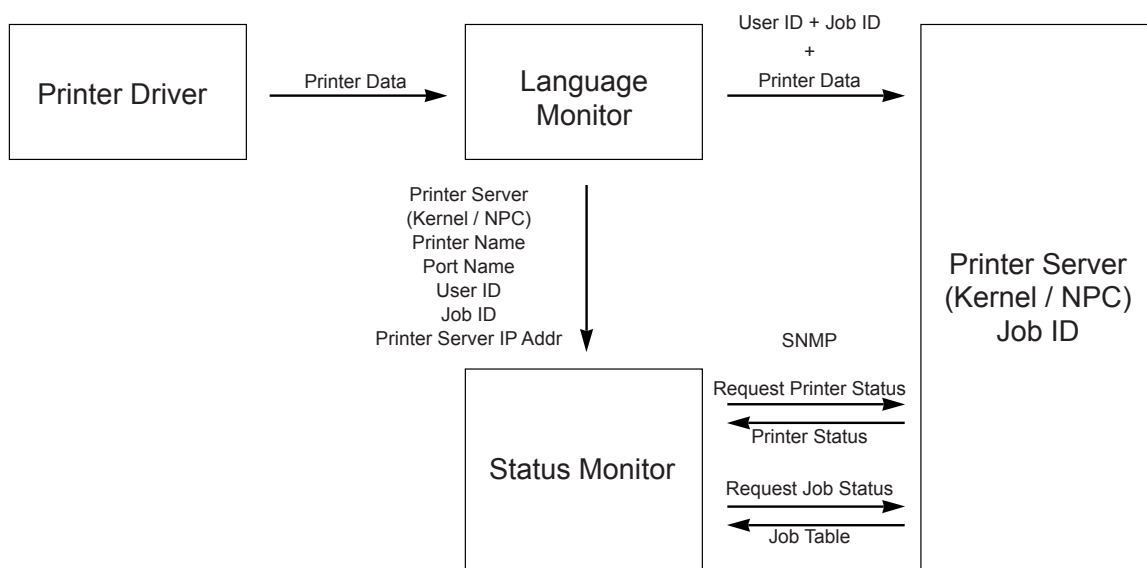 User ID + Job ID
+
Printer Data
Printer Driver
Printer Data
Language
Monitor
Printer Server
(Kernel / NPC)
Printer Name
Port Name
User ID
Job ID
Printer Server IP Addr
Printer Server
(Kernel / NPC)
Job ID
SNMP
Request Printer Status
Printer Status
Status Monitor
Request Job Status
Job Table